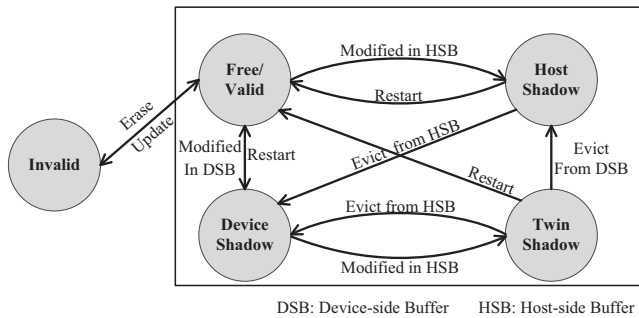 Modified in HSB
Free/
Valid
Host
Shadow
Restart
Erase
Update
Evict from HSB
Modified
In DSB
Restart
Evict
From DSB
Invalid
Restart
Evict from HSB
Device
Shadow
Twin
Shadow
Modified in HSB
DSB: Device-side Buffer HSB: Host-side Buffer